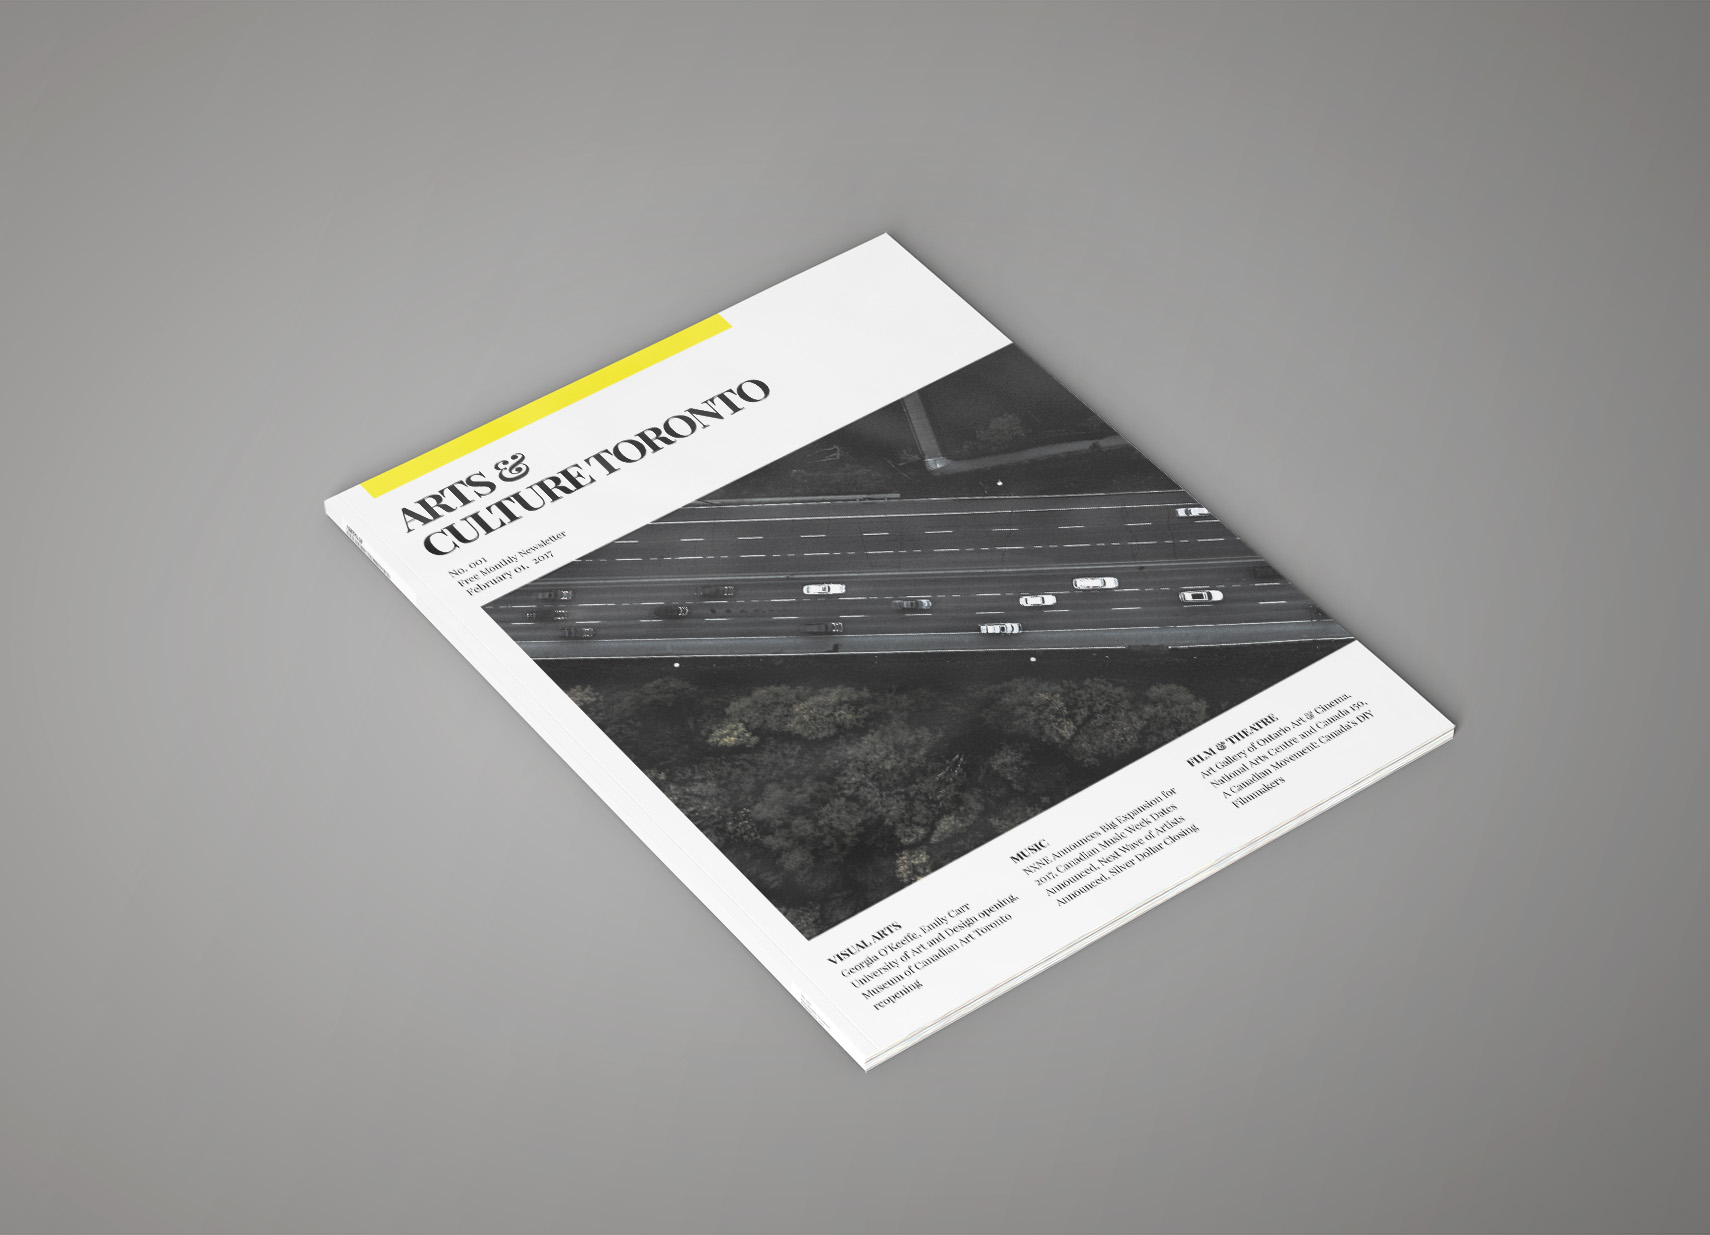 ARTS &
CULTURE TORONTO
No. 001
Free Monthly Newsletter
February 01, 2017
VISUAL ARTS
Georgia O'Keeffe, Emily Carr
University of Art and Design opening,
Museum of Canadian Art Toronto
reopening
MUSIC
NXNE Announces Big Expansion for
2017, Canadian Music Week Dates
Announced, Next Wave of Artists
Announced, Silver Dollar Closing
FILM & THEATRE
Art Gallery of Ontario Art & Cinema,
National Arts Centre and Canada 150,
A Canadian Movement: Canada's DIY
Filmmakers